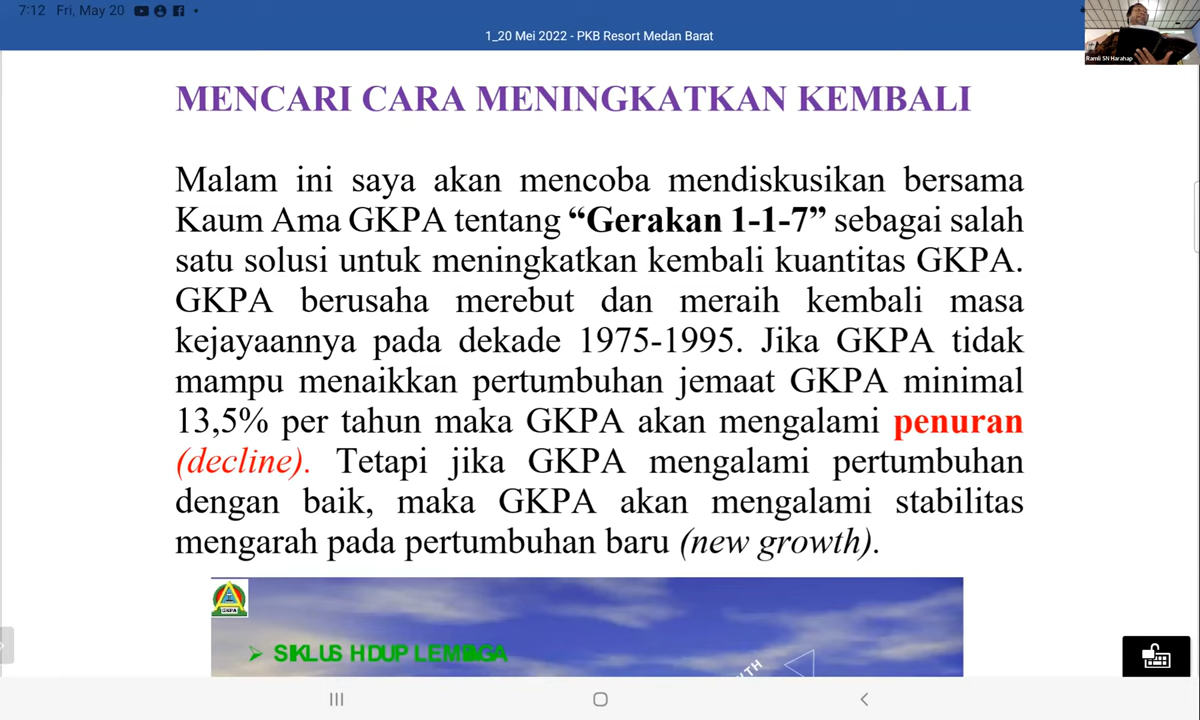 7:12 Fri, May 20
1_20 Mei 2022 - PKB Resort Medan Barat
Ramli SN Harahap
MENCARI CARA MENINGKATKAN KEMBALI
Malam ini saya akan mencoba mendiskusikan bersama
Kaum Ama GKPA tentang “Gerakan 1-1-7” sebagai salah
satu solusi untuk meningkatkan kembali kuantitas GKPA.
GKPA berusaha merebut dan meraih kembali masa
kejayaannya pada dekade 1975-1995. Jika GKPA tidak
mampu menaikkan pertumbuhan jemaat GKPA minimal
13,5% per tahun maka GKPA akan mengalami penuran
(decline). Tetapi jika GKPA mengalami pertumbuhan
dengan baik, maka GKPA akan mengalami stabilitas
mengarah pada pertumbuhan baru (new growth).
GKPA
SIKLUS HDUP LEMBAGA
WTH